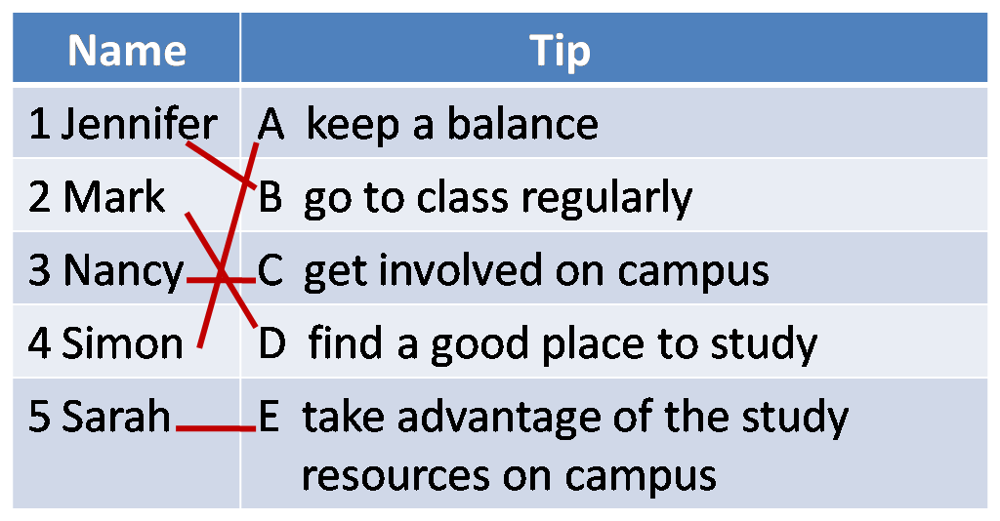 Name Tip
1 Jennifer A keep a balance
2 Mark B go to class regularly
3 Nancy C get involved on campus
4 Simon D find a good place to study
5 Sarah E take advantage of the study
resources on campus